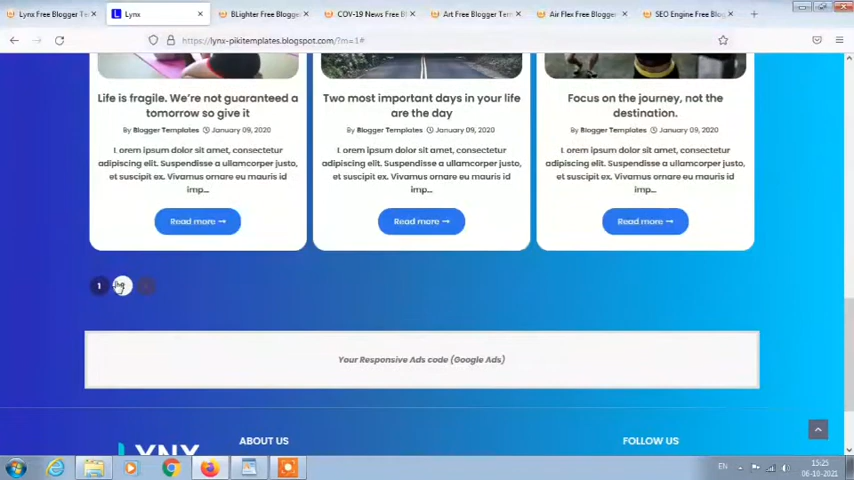 Lynx Free Blogger Te
Lynx
BLighter Free Blogge
COV-19 News Free Bl
Art Free Blogger Tem
Air Flex Free Blogger
SEO Engine Free Blog
https://lynx-pikitemplates.blogspot.com/?m=1#
Life is fragile. We're not guaranteed a
tomorrow so give it
By Blogger Templates January 09, 2020
Lorem ipsum dolor sit amet, consectetur
adipiscing elit. Suspendisse a ullamcorper justo,
et suscipit ex. Vivamus ornare eu mauris id
imp...
Read more →
Two most important days in your life
are the day
By Blogger Templates January 09, 2020
Lorem ipsum dolor sit amet, consectetur
adipiscing elit. Suspendisse a ullamcorper justo,
et suscipit ex. Vivamus ornare eu mauris id
imp...
Read more →
Focus on the journey, not the
destination.
By Blogger Templates January 09, 2020
Lorem ipsum dolor sit amet, consectetur
adipiscing elit. Suspendisse a ullamcorper justo,
et suscipit ex. Vivamus ornare eu mauris id
imp...
Read more →
1
Your Responsive Ads code (Google Ads)
LYNX
ABOUT US
FOLLOW US
EN
15:25
06-10-2021